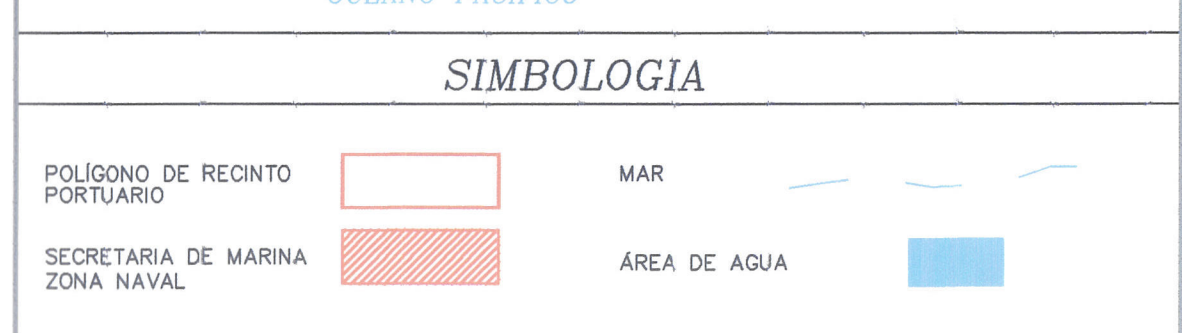 SIMBOLOGIA
POLÍGONO DE RECINTO
PORTUARIO
MAR
SECRETARIA DE MARINA
ZONA NAVAL
ÁREA DE AGUA